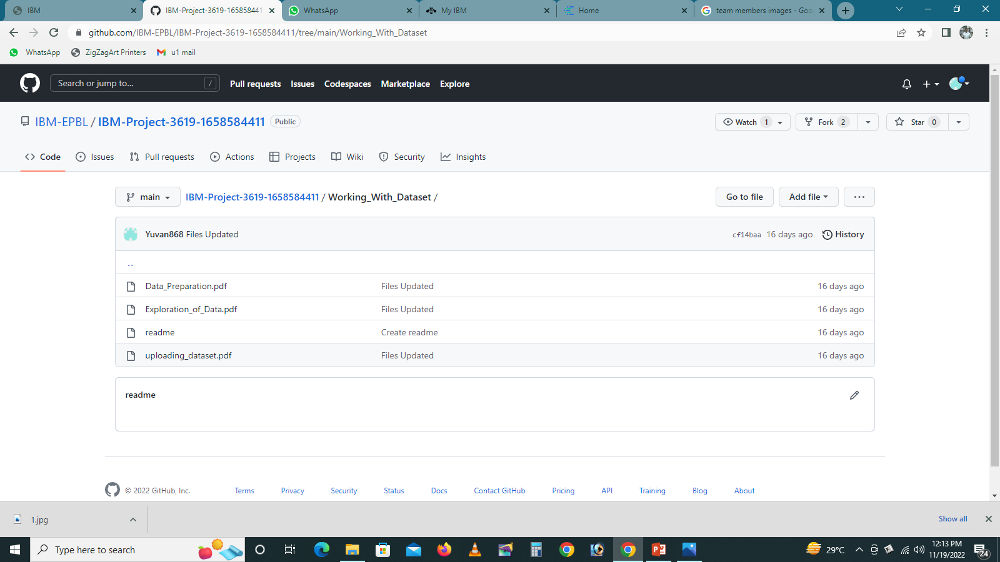 IBM
IBM-Project-3619-165858441
WhatsApp
My IBM
Home
team members images - Goo
github.com/IBM-EPBL/IBM-Project-3619-1658584411/tree/main/Working_With_Dataset
WhatsApp
ZigZagArt Printers
u1 mail
Search or jump to...
/
Pull requests
Issues
Codespaces
Marketplace
Explore
IBM-EPBL / IBM-Project-3619-1658584411
Public
Watch 1
Fork 2
Star 0
Code
Issues
Pull requests
Actions
Projects
Wiki
Security
Insights
main
IBM-Project-3619-1658584411 / Working_With_Dataset /
Go to file
Add file
...
Yuvan868 Files Updated
cf14baa 16 days ago
History
..
Data_Preparation.pdf Files Updated 16 days ago
Exploration_of_Data.pdf Files Updated 16 days ago
readme Create readme 16 days ago
uploading_dataset.pdf Files Updated 16 days ago
readme
© 2022 GitHub, Inc.
Terms
Privacy
Security
Status
Docs
Contact GitHub
Pricing
API
Training
Blog
About
1.jpg
Show all
Type here to search
29°C
12:13 PM
11/19/2022
24